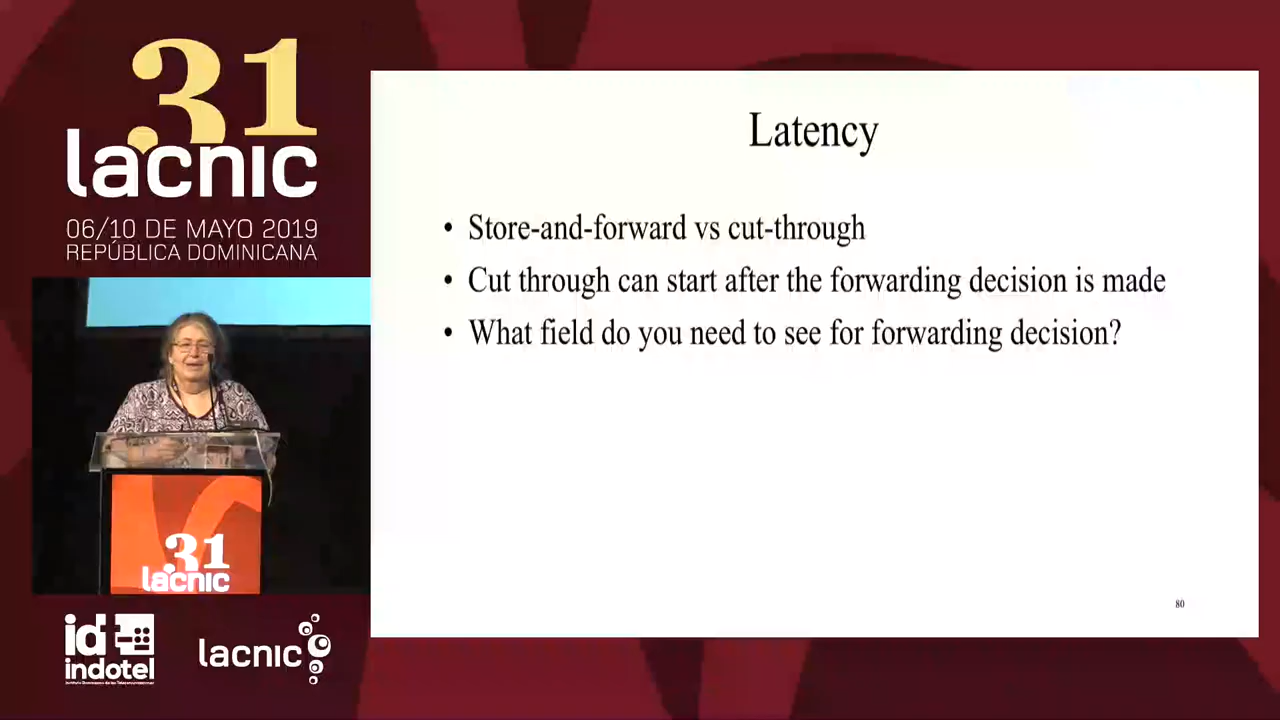 31
lacnic
06/10 DE MAYO 2019
REPÚBLICA DOMINICANA
Latency
• Store-and-forward vs cut-through
• Cut through can start after the forwarding decision is made
• What field do you need to see for forwarding decision?
80
31
lacnic
id
indotel
lacnic